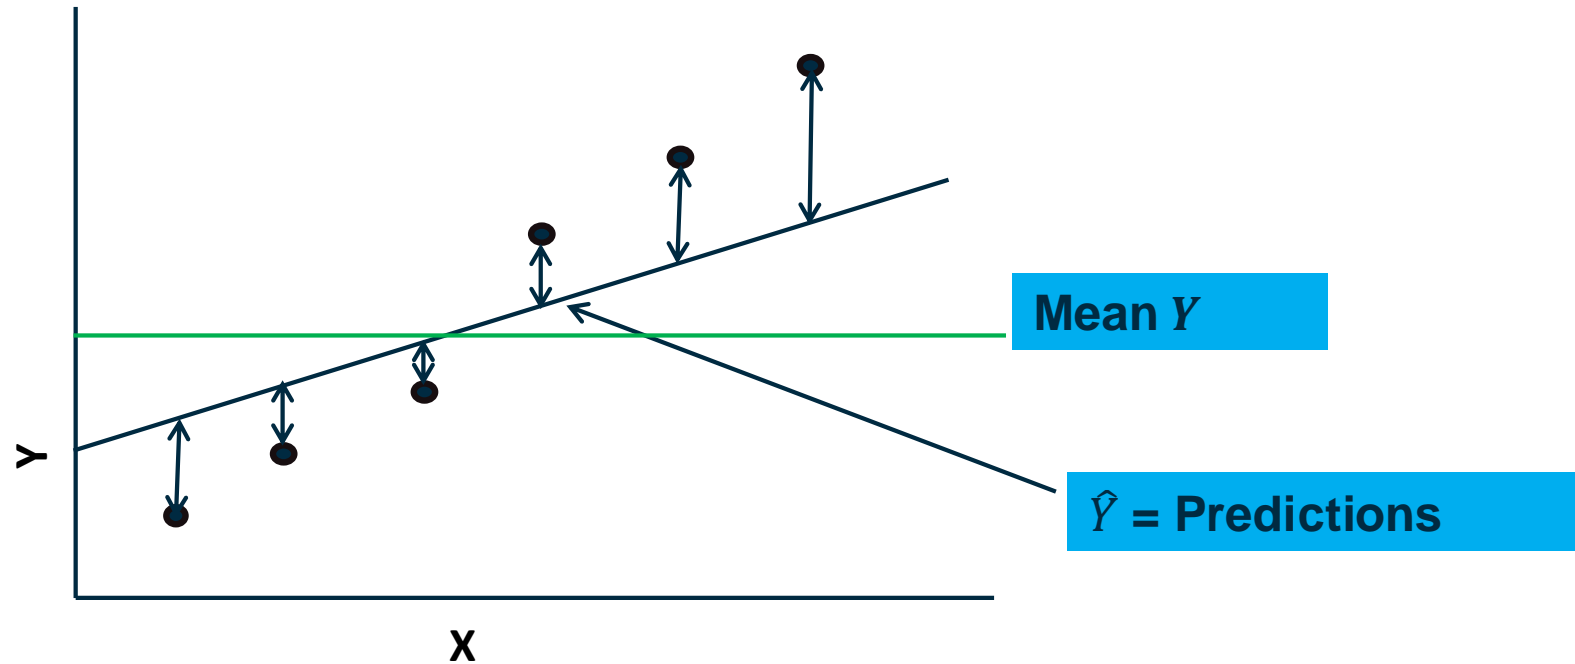 Mean Y
Y
Ŷ = Predictions
X